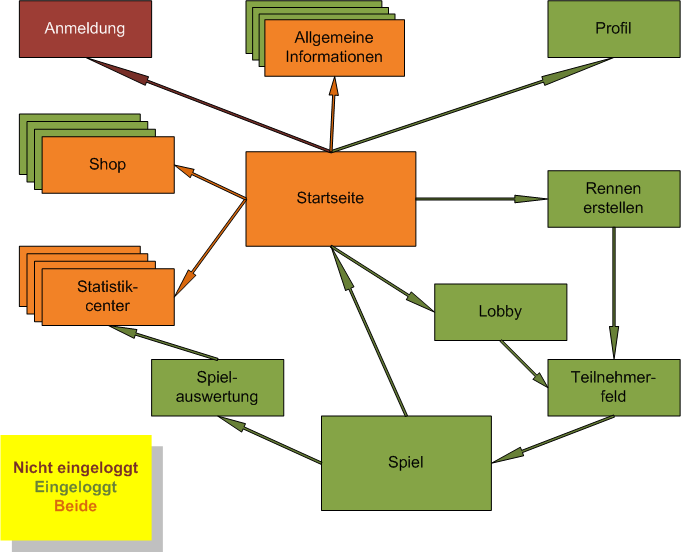 Anmeldung
Allgemeine
Informationen
Profil
Shop
Startseite
Rennen
erstellen
Statistik-
center
Lobby
Spiel-
auswertung
Teilnehmer-
feld
Spiel
Nicht eingeloggt
Eingeloggt
Beide